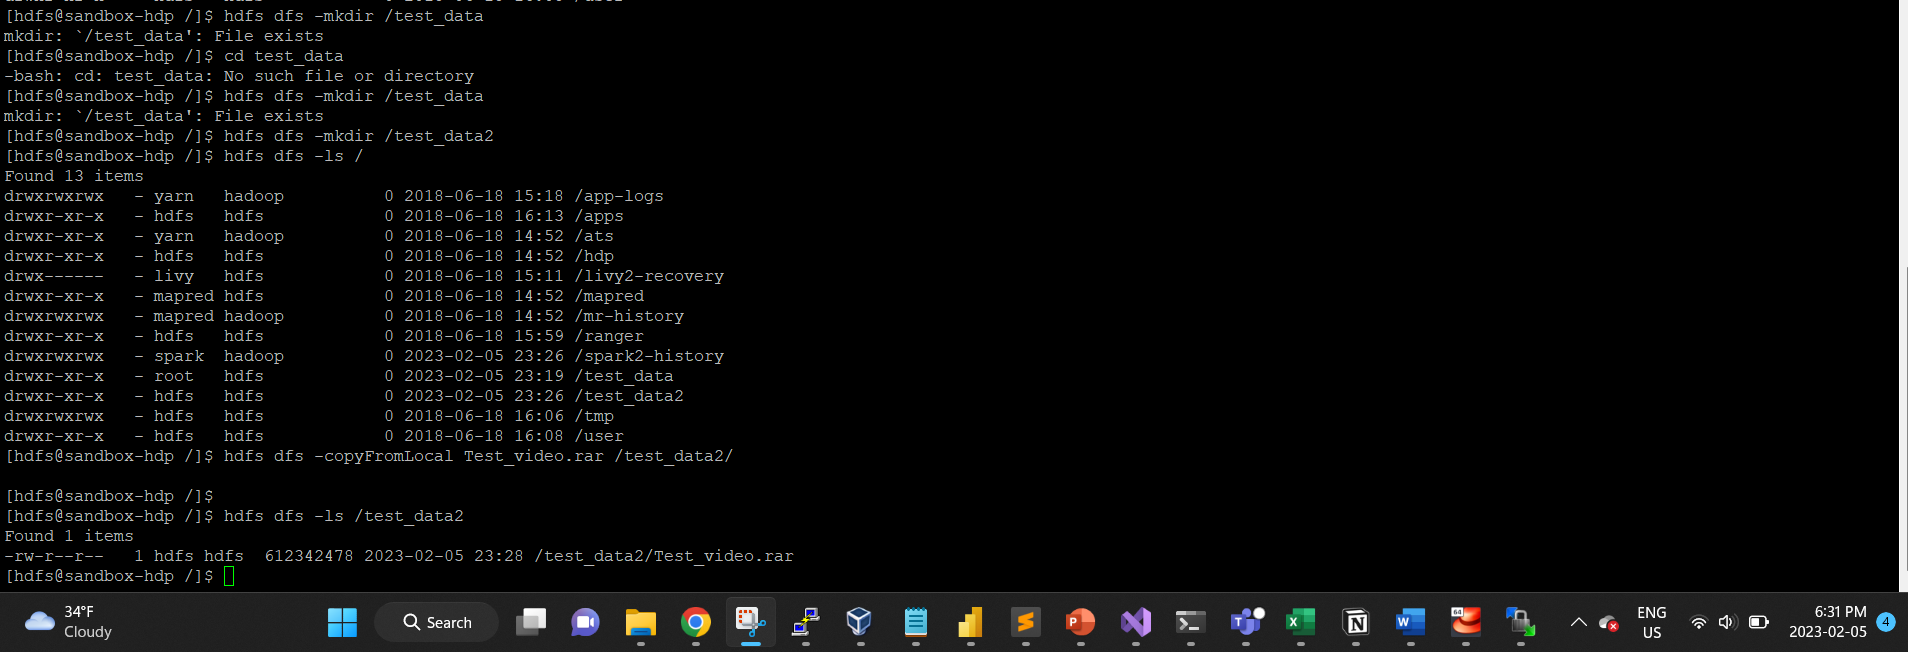 [hdfs@sandbox-hdp /]$ hdfs dfs -mkdir /test_data
mkdir: `/test_data': File exists
[hdfs@sandbox-hdp /]$ cd test_data
-bash: cd: test_data: No such file or directory
[hdfs@sandbox-hdp /]$ hdfs dfs -mkdir /test_data
mkdir: `/test_data': File exists
[hdfs@sandbox-hdp /]$ hdfs dfs -mkdir /test_data2
[hdfs@sandbox-hdp /]$ hdfs dfs -ls /
Found 13 items
drwxrwxrwx   - yarn   hadoop          0 2018-06-18 15:18 /app-logs
drwxr-xr-x   - hdfs   hdfs            0 2018-06-18 16:13 /apps
drwxr-xr-x   - yarn   hadoop          0 2018-06-18 14:52 /ats
drwxr-xr-x   - hdfs   hdfs            0 2018-06-18 14:52 /hdp
drwx------   - livy   hdfs            0 2018-06-18 15:11 /livy2-recovery
drwxr-xr-x   - mapred hdfs            0 2018-06-18 14:52 /mapred
drwxrwxrwx   - mapred hadoop          0 2018-06-18 14:52 /mr-history
drwxr-xr-x   - hdfs   hdfs            0 2018-06-18 15:59 /ranger
drwxrwxrwx   - spark  hadoop          0 2023-02-05 23:26 /spark2-history
drwxr-xr-x   - root   hdfs            0 2023-02-05 23:19 /test_data
drwxr-xr-x   - hdfs   hdfs            0 2023-02-05 23:26 /test_data2
drwxrwxrwx   - hdfs   hdfs            0 2018-06-18 16:06 /tmp
drwxr-xr-x   - hdfs   hdfs            0 2018-06-18 16:08 /user
[hdfs@sandbox-hdp /]$ hdfs dfs -copyFromLocal Test_video.rar /test_data2/
[hdfs@sandbox-hdp /]$
[hdfs@sandbox-hdp /]$ hdfs dfs -ls /test_data2
Found 1 items
-rw-r--r--   1 hdfs hdfs  612342478 2023-02-05 23:28 /test_data2/Test_video.rar
[hdfs@sandbox-hdp /]$
34°F
Cloudy
Search
64
ENG
US
6:31 PM
2023-02-05
4